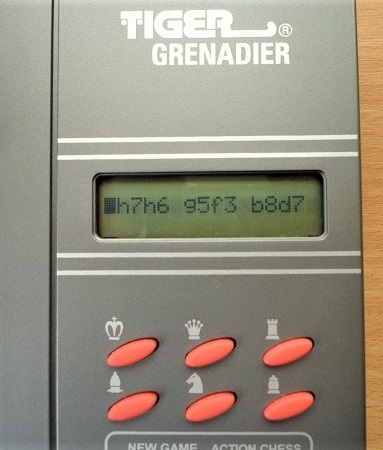 TIGER®
GRENADIER
h7h6 g5f3 b8d7
NEW GAME ACTION CHESS